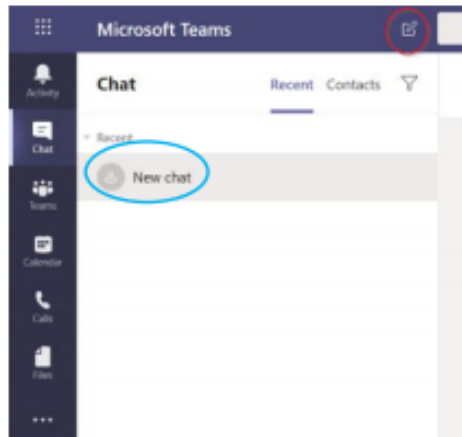 Microsoft Teams
Activity
Chat Recent Contacts
Recent
Chat
New chat
Teams
Calendar
Calls
Files